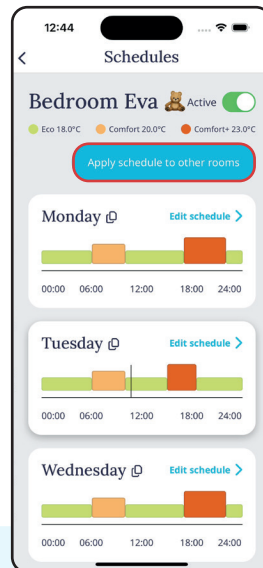 12:44
Schedules
Bedroom Eva 🧸 Active
Eco 18.0°C Comfort 20.0°C Comfort+ 23.0°C
Apply schedule to other rooms
Monday Edit schedule
00:00 06:00 12:00 18:00 24:00
Tuesday Edit schedule
00:00 06:00 12:00 18:00 24:00
Wednesday Edit schedule
00:00 06:00 12:00 18:00 24:00